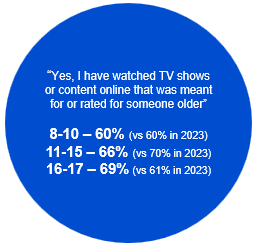 “Yes, I have watched TV shows
or content online that was meant
for or rated for someone older”
8-10 – 60% (vs 60% in 2023)
11-15 – 66% (vs 70% in 2023)
16-17 – 69% (vs 61% in 2023)